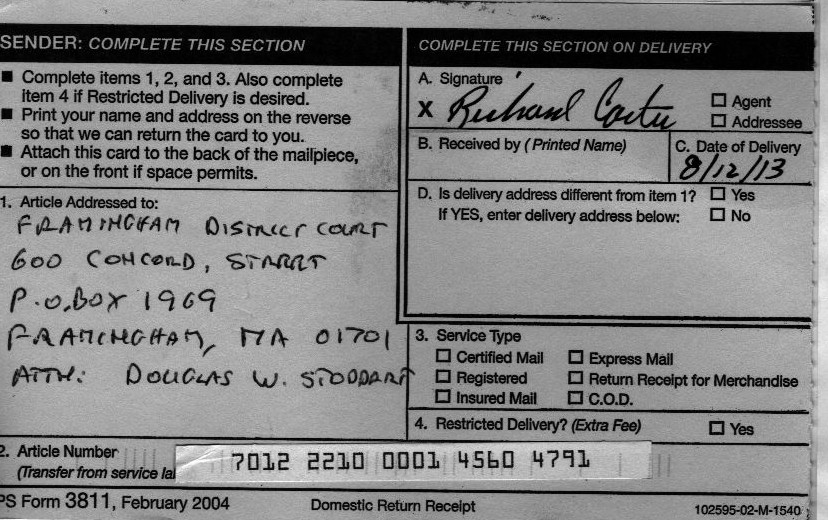 SENDER: COMPLETE THIS SECTION
■ Complete items 1, 2, and 3. Also complete
item 4 if Restricted Delivery is desired.
■ Print your name and address on the reverse
so that we can return the card to you.
■ Attach this card to the back of the mailpiece,
or on the front if space permits.
1. Article Addressed to:
FRAMINGHAM DISTRICT COURT
600 CONCORD, STARRT
P.O. BOX 1969
FRAMINGHAM, MA 01701
ATTN: DOUGLAS W. STODDART
COMPLETE THIS SECTION ON DELIVERY
A. Signature
X Richard Carter
☐ Agent
☐ Addressee
B. Received by (Printed Name)
C. Date of Delivery
8/12/13
D. Is delivery address different from item 1? ☐ Yes
If YES, enter delivery address below: ☐ No
3. Service Type
☐ Certified Mail ☐ Express Mail
☐ Registered ☐ Return Receipt for Merchandise
☐ Insured Mail ☐ C.O.D.
4. Restricted Delivery? (Extra Fee) ☐ Yes
2. Article Number
(Transfer from service la
7012 2210 0001 4560 4791
PS Form 3811, February 2004 Domestic Return Receipt 102595-02-M-1540